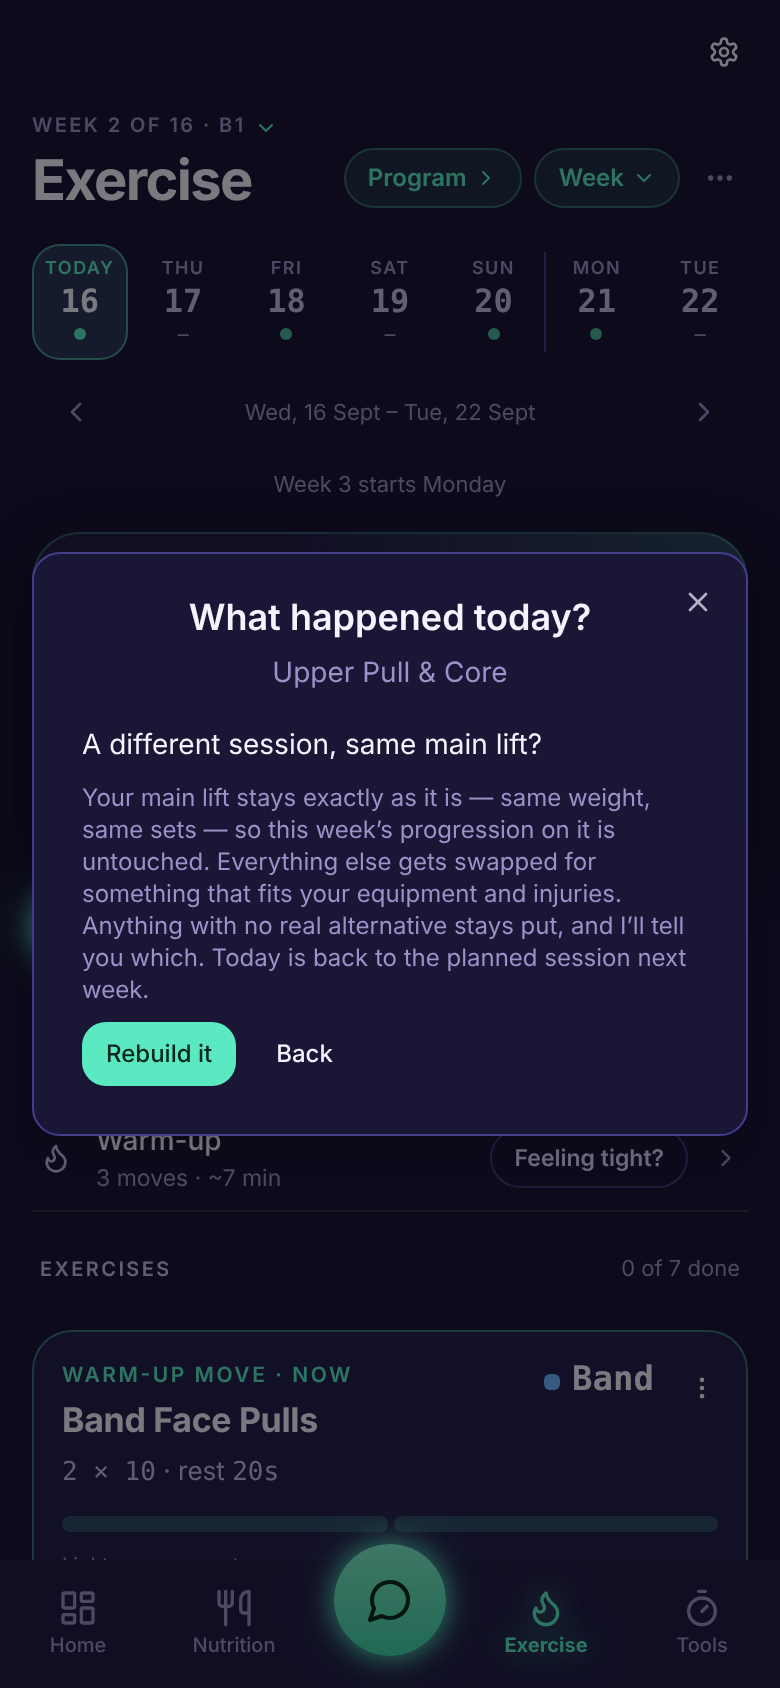 WEEK 2 OF 16 · B1
Exercise
Program
Week
TODAY THU FRI SAT SUN MON TUE
16 17 18 19 20 21 22
– – –
Wed, 16 Sept – Tue, 22 Sept
Week 3 starts Monday
What happened today?
Upper Pull & Core
A different session, same main lift?
Your main lift stays exactly as it is — same weight,
same sets — so this week’s progression on it is
untouched. Everything else gets swapped for
something that fits your equipment and injuries.
Anything with no real alternative stays put, and I’ll tell
you which. Today is back to the planned session next
week.
Rebuild it
Back
Warm-up
3 moves · ~7 min
Feeling tight?
EXERCISES
0 of 7 done
WARM-UP MOVE · NOW
Band
Band Face Pulls
2 × 10 · rest 20s
Home
Nutrition
Exercise
Tools